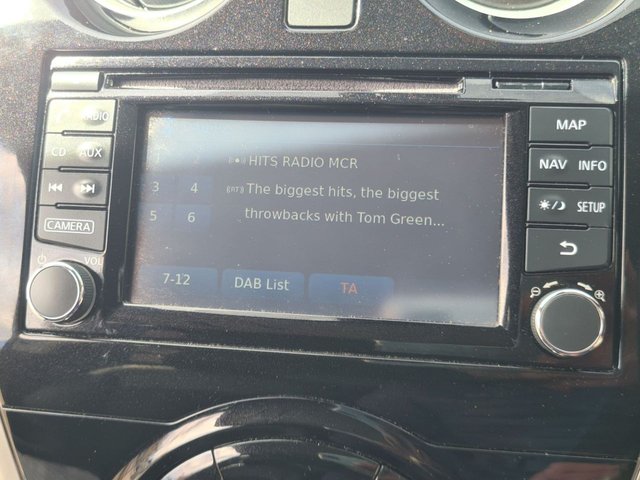 RADIO
CD AUX
CAMERA
VOL
HITS RADIO MCR
3 4
The biggest hits, the biggest
5 6
throwbacks with Tom Green...
7-12 DAB List TA
MAP
NAV INFO
SETUP